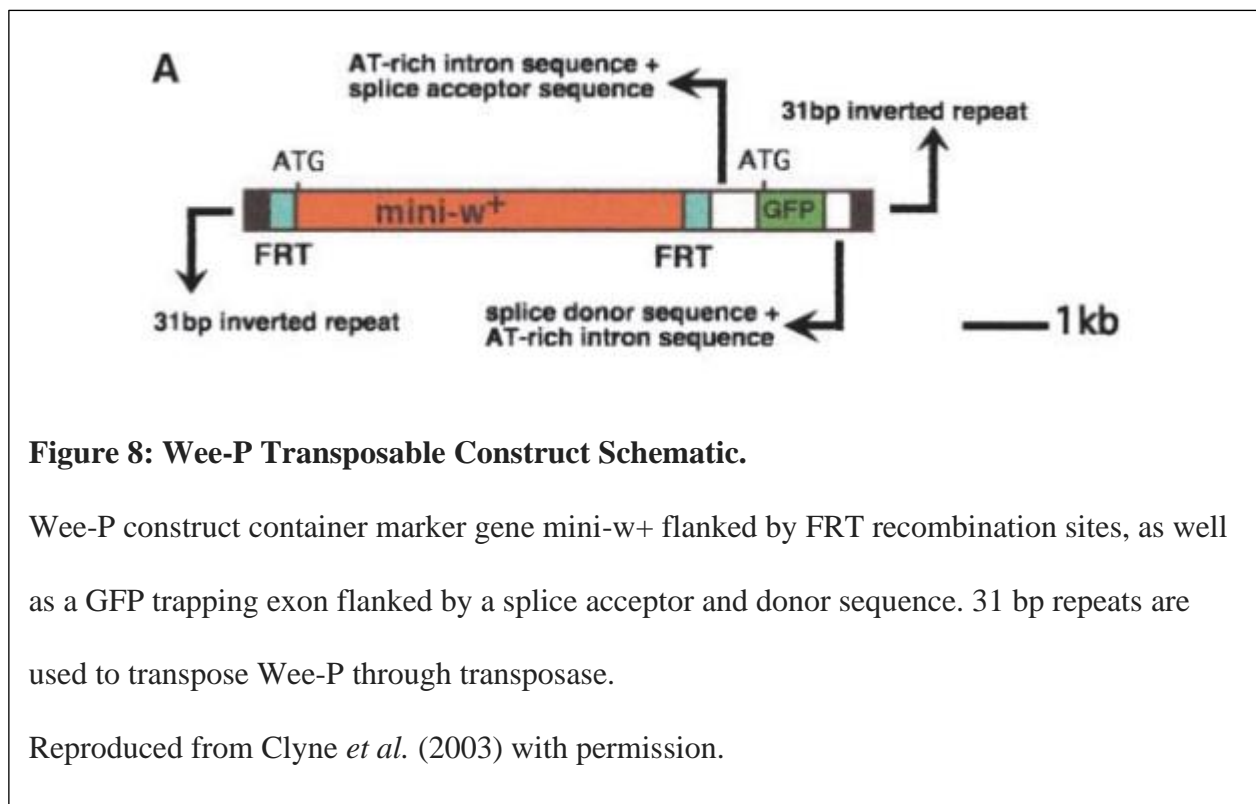 A
AT-rich intron sequence +
splice acceptor sequence
31bp inverted repeat
ATG
ATG
mini-w+
GFP
FRT
FRT
31bp inverted repeat
splice donor sequence +
AT-rich intron sequence
1kb
Figure 8: Wee-P Transposable Construct Schematic.
Wee-P construct container marker gene mini-w+ flanked by FRT recombination sites, as well
as a GFP trapping exon flanked by a splice acceptor and donor sequence. 31 bp repeats are
used to transpose Wee-P through transposase.
Reproduced from Clyne et al. (2003) with permission.